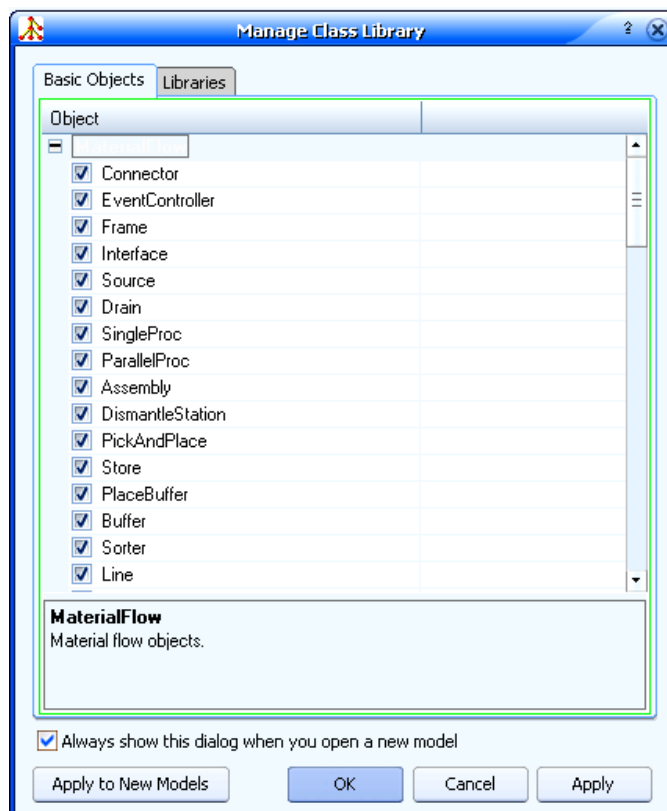 Manage Class Library
Basic Objects
Libraries
Object
MaterialFlow
Connector
EventController
Frame
Interface
Source
Drain
SingleProc
ParallelProc
Assembly
DismantleStation
PickAndPlace
Store
PlaceBuffer
Buffer
Sorter
Line
MaterialFlow
Material flow objects.
Always show this dialog when you open a new model
Apply to New Models
OK
Cancel
Apply